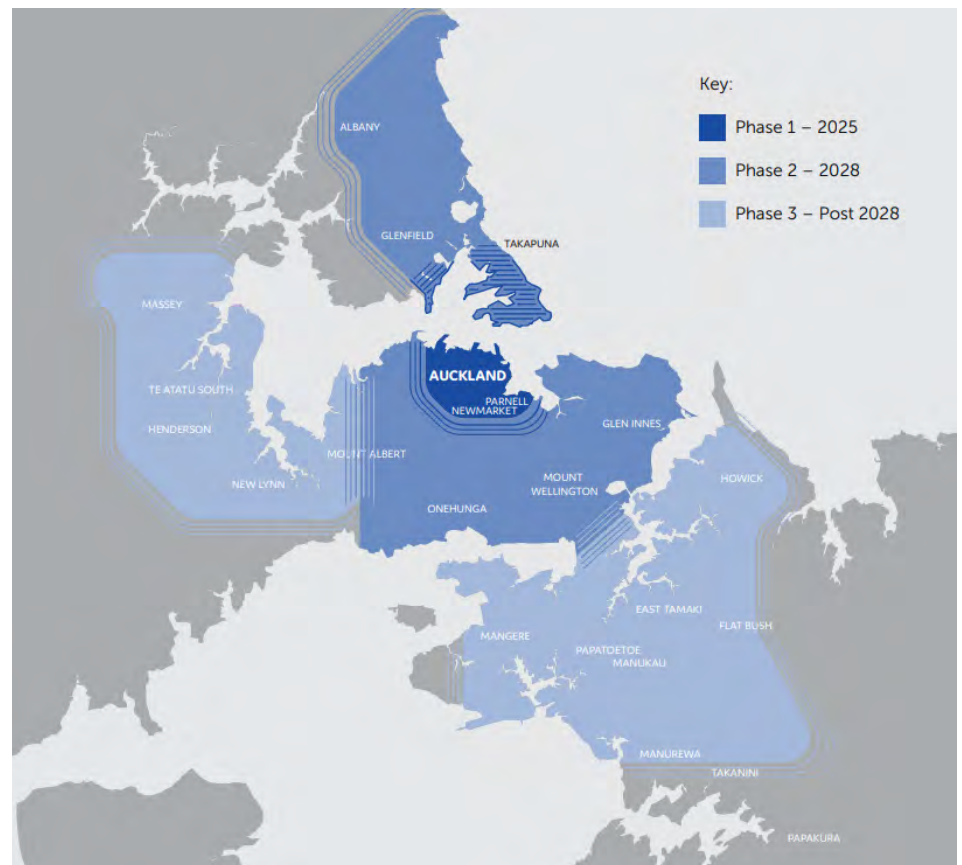 Key:
Phase 1 – 2025
Phase 2 – 2028
Phase 3 – Post 2028
ALBANY
GLENFIELD
TAKAPUNA
MASSEY
AUCKLAND
TE ATATU SOUTH
PARNELL
NEWMARKET
HENDERSON
GLEN INNES
MOUNT ALBERT
NEW LYNN
MOUNT
WELLINGTON
HOWICK
ONEHUNGA
EAST TAMAKI
FLAT BUSH
MANGERE
PAPATOETOE
MANUKAU
MANUREWA
TAKANINI
PAPAKURA